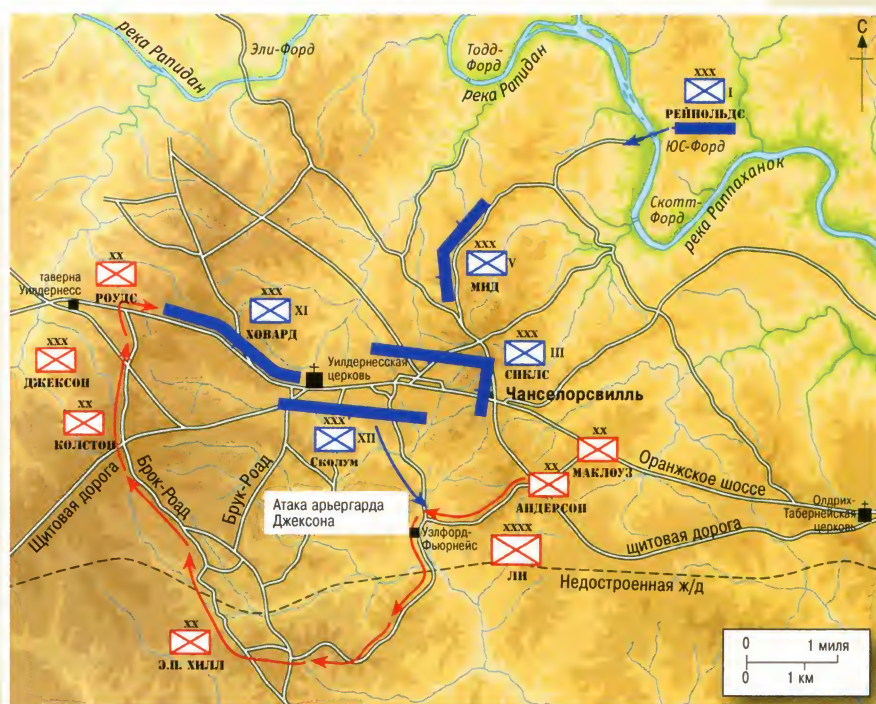 река Рапидан
Эли-Форд
Тодд-
Форд
река Рапидан
С
XXX
I
РЕЙНОЛЬДС
ЮС-Форд
Скотт-
Форд
река Раппаханок
XXX
V
МИД
таверна
Уилдернесс
XX
РОУДС
XXX
XI
ХОВАРД
XXX
III
СИКЛС
Уилдернесская
церковь
Чанселорсвилль
XXX
ДЖЕКСОН
XX
КОЛСТОН
XXX
XII
СКОЛУМ
XX
МАКЛОУЗ
Оранжское шоссе
Щитовая дорога
Брок-Роад
Брук-Роад
Атака арьергарда
Джексона
XX
АНДЕРСОН
Олдрих-
Табернейская
церковь
Уэлфорд-
Фьюрнейс
щитовая дорога
XXXX
ЛИ
Недостроенная ж/д
XX
Э.П. ХИЛЛ
0 1 миля
0 1 км